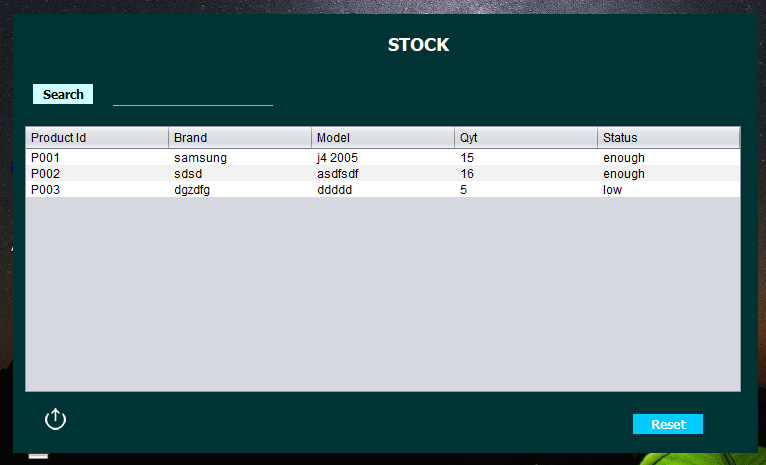 STOCK
Search
Product Id Brand Model Qyt Status
P001 samsung j4 2005 15 enough
P002 sdsd asdfsdf 16 enough
P003 dgzdfg ddddd 5 low
Reset